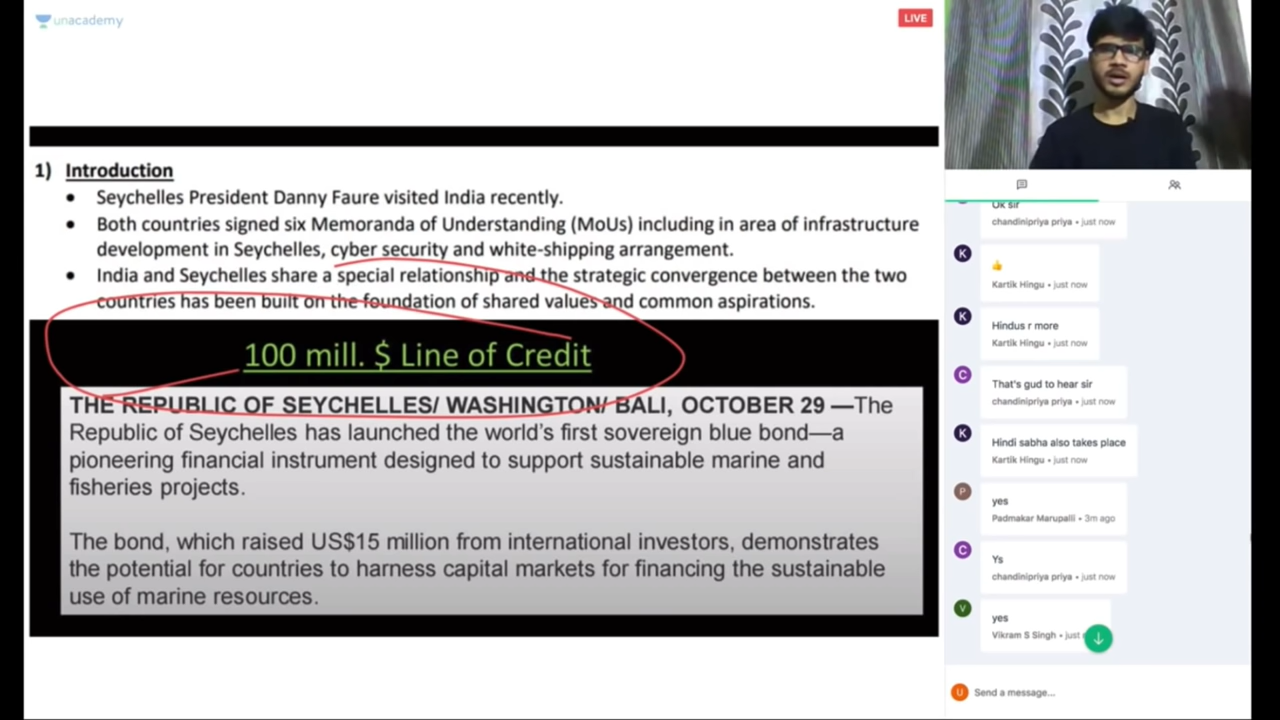 unacademy
LIVE
1) Introduction
• Seychelles President Danny Faure visited India recently.
• Both countries signed six Memoranda of Understanding (MoUs) including in area of infrastructure
development in Seychelles, cyber security and white-shipping arrangement.
• India and Seychelles share a special relationship and the strategic convergence between the two
countries has been built on the foundation of shared values and common aspirations.
100 mill. $ Line of Credit
THE REPUBLIC OF SEYCHELLES/ WASHINGTON/ BALI, OCTOBER 29 —The
Republic of Seychelles has launched the world's first sovereign blue bond—a
pioneering financial instrument designed to support sustainable marine and
fisheries projects.
The bond, which raised US$15 million from international investors, demonstrates
the potential for countries to harness capital markets for financing the sustainable
use of marine resources.
Ok sir
chandinipriya priya • just now
K
👍
Kartik Hingu • just now
K
Hindus r more
Kartik Hingu • just now
C
That's gud to hear sir
chandinipriya priya • just now
K
Hindi sabha also takes place
Kartik Hingu • just now
P
yes
Padmakar Marupalli • 3m ago
C
Ys
chandinipriya priya • just now
V
yes
Vikram S Singh • just
U
Send a message...